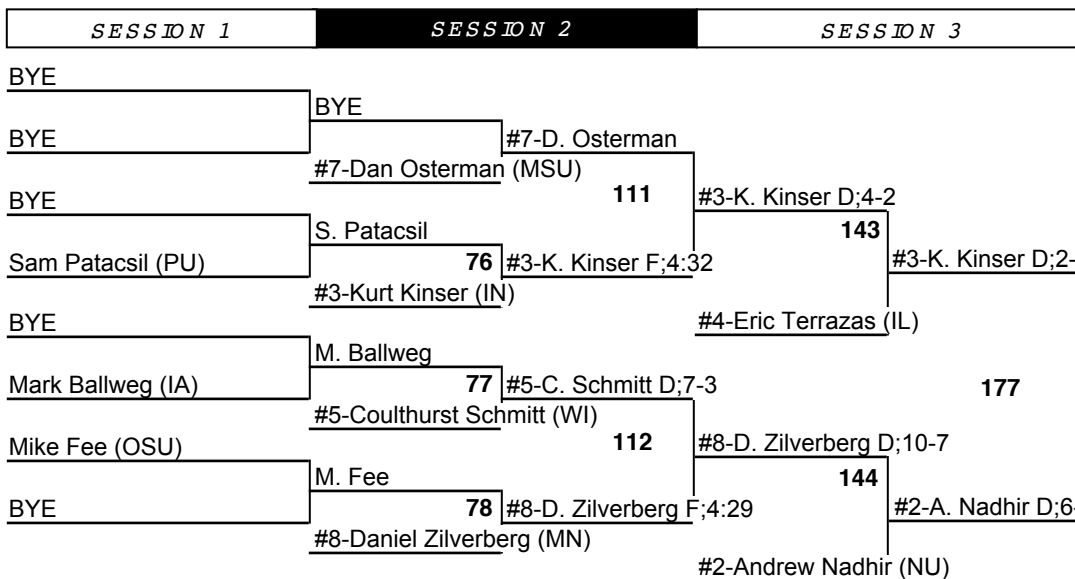 SESSION 1 SESSION 2 SESSION 3
BYE
BYE
BYE
#7-D. Osterman
#7-Dan Osterman (MSU)
111
BYE
#3-K. Kinser D;4-2
S. Patacsil
143
Sam Patacsil (PU)
76 #3-K. Kinser F;4:32
#3-K. Kinser D;2-
#3-Kurt Kinser (IN)
BYE
#4-Eric Terrazas (IL)
M. Ballweg
Mark Ballweg (IA)
77 #5-C. Schmitt D;7-3
177
#5-Coulthurst Schmitt (WI)
Mike Fee (OSU)
112
#8-D. Zilverberg D;10-7
M. Fee
144
BYE
78 #8-D. Zilverberg F;4:29
#2-A. Nadhir D;6-
#8-Daniel Zilverberg (MN)
#2-Andrew Nadhir (NU)